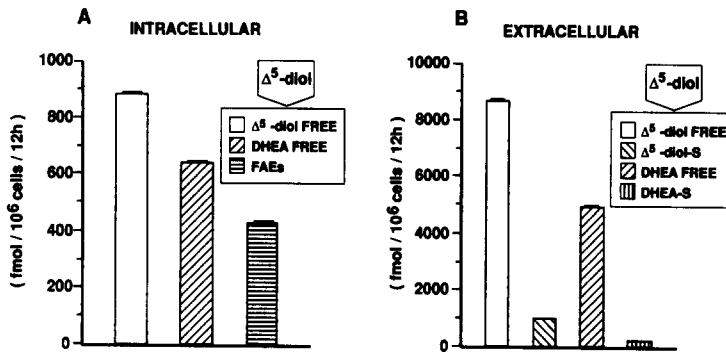 A
INTRACELLULAR
( fmol / 10⁶ cells / 12h )
1000
800
600
400
200
0
Δ⁵-diol
Δ⁵ -diol FREE
DHEA FREE
FAEs
B
EXTRACELLULAR
( fmol / 10⁶ cells / 12h )
10000
8000
6000
4000
2000
0
Δ⁵-diol
Δ⁵ -diol FREE
Δ⁵ -diol-S
DHEA FREE
DHEA-S